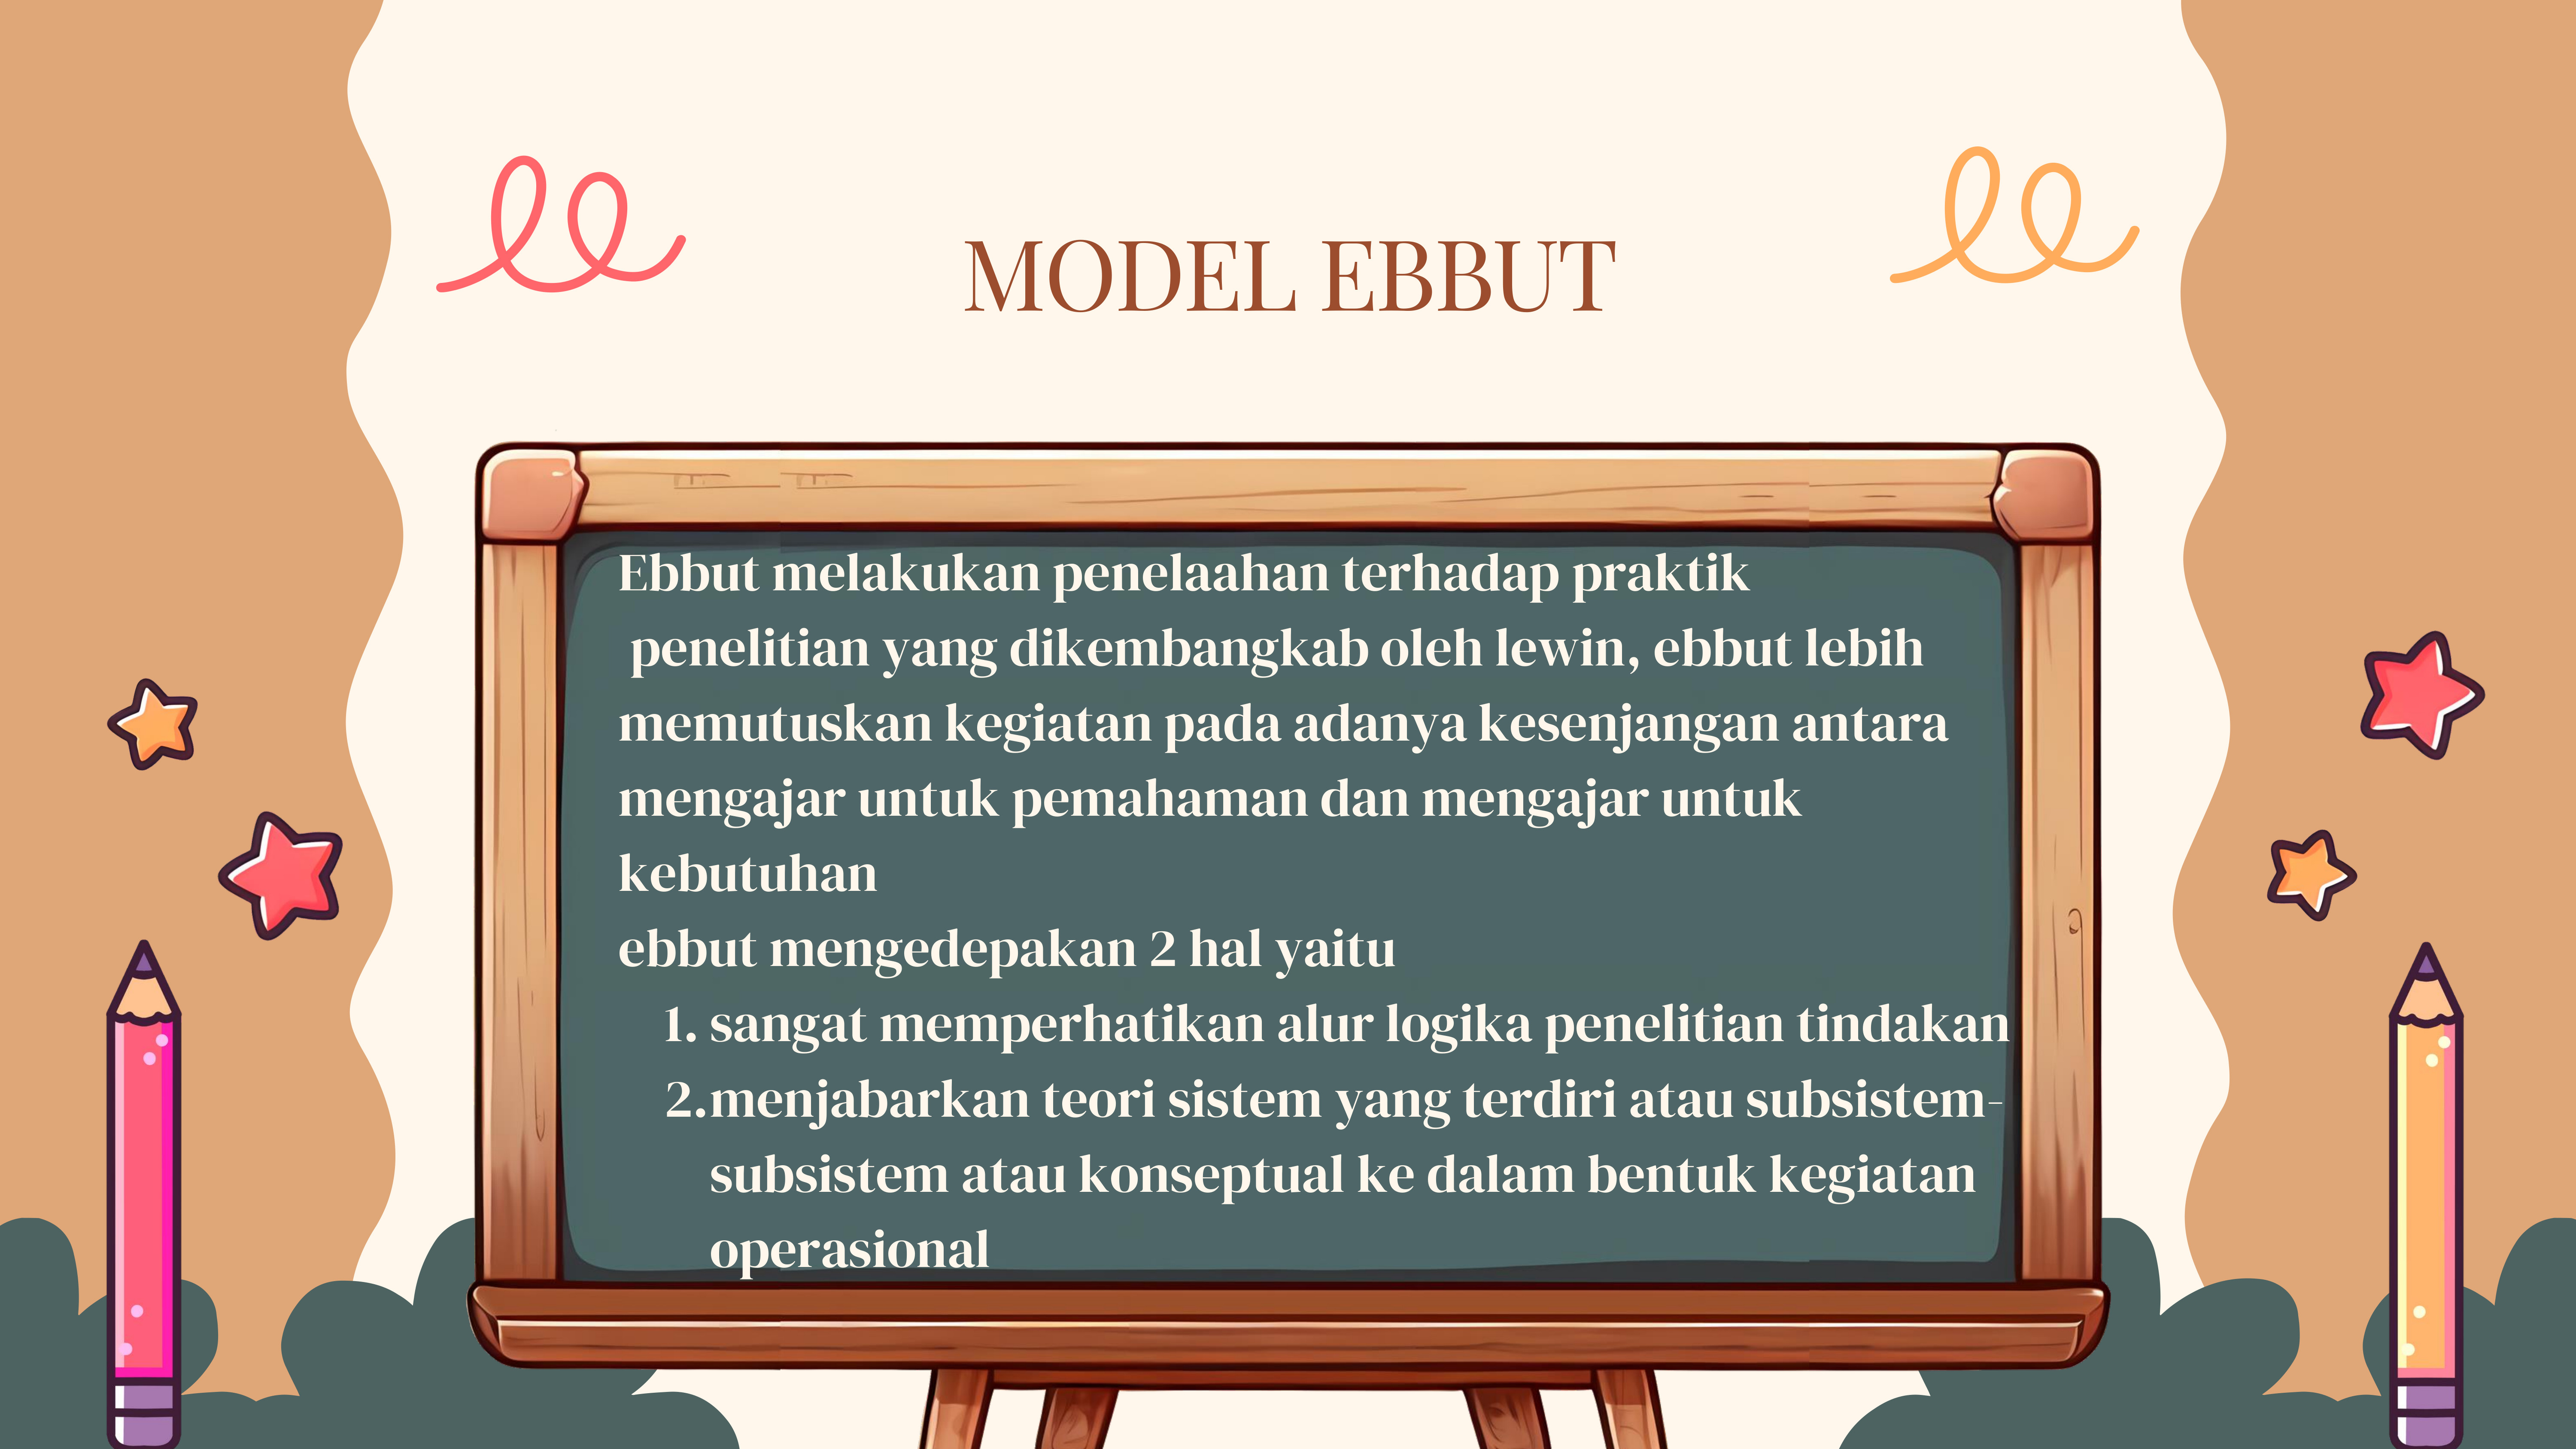 MODEL EBBUT
Ebbut melakukan penelaahan terhadap praktik
penelitian yang dikembangkab oleh lewin, ebbut lebih
memutuskan kegiatan pada adanya kesenjangan antara
mengajar untuk pemahaman dan mengajar untuk
kebutuhan
ebbut mengedepakan 2 hal yaitu
1. sangat memperhatikan alur logika penelitian tindakan
2.menjabarkan teori sistem yang terdiri atau subsistem-
subsistem atau konseptual ke dalam bentuk kegiatan
operasional